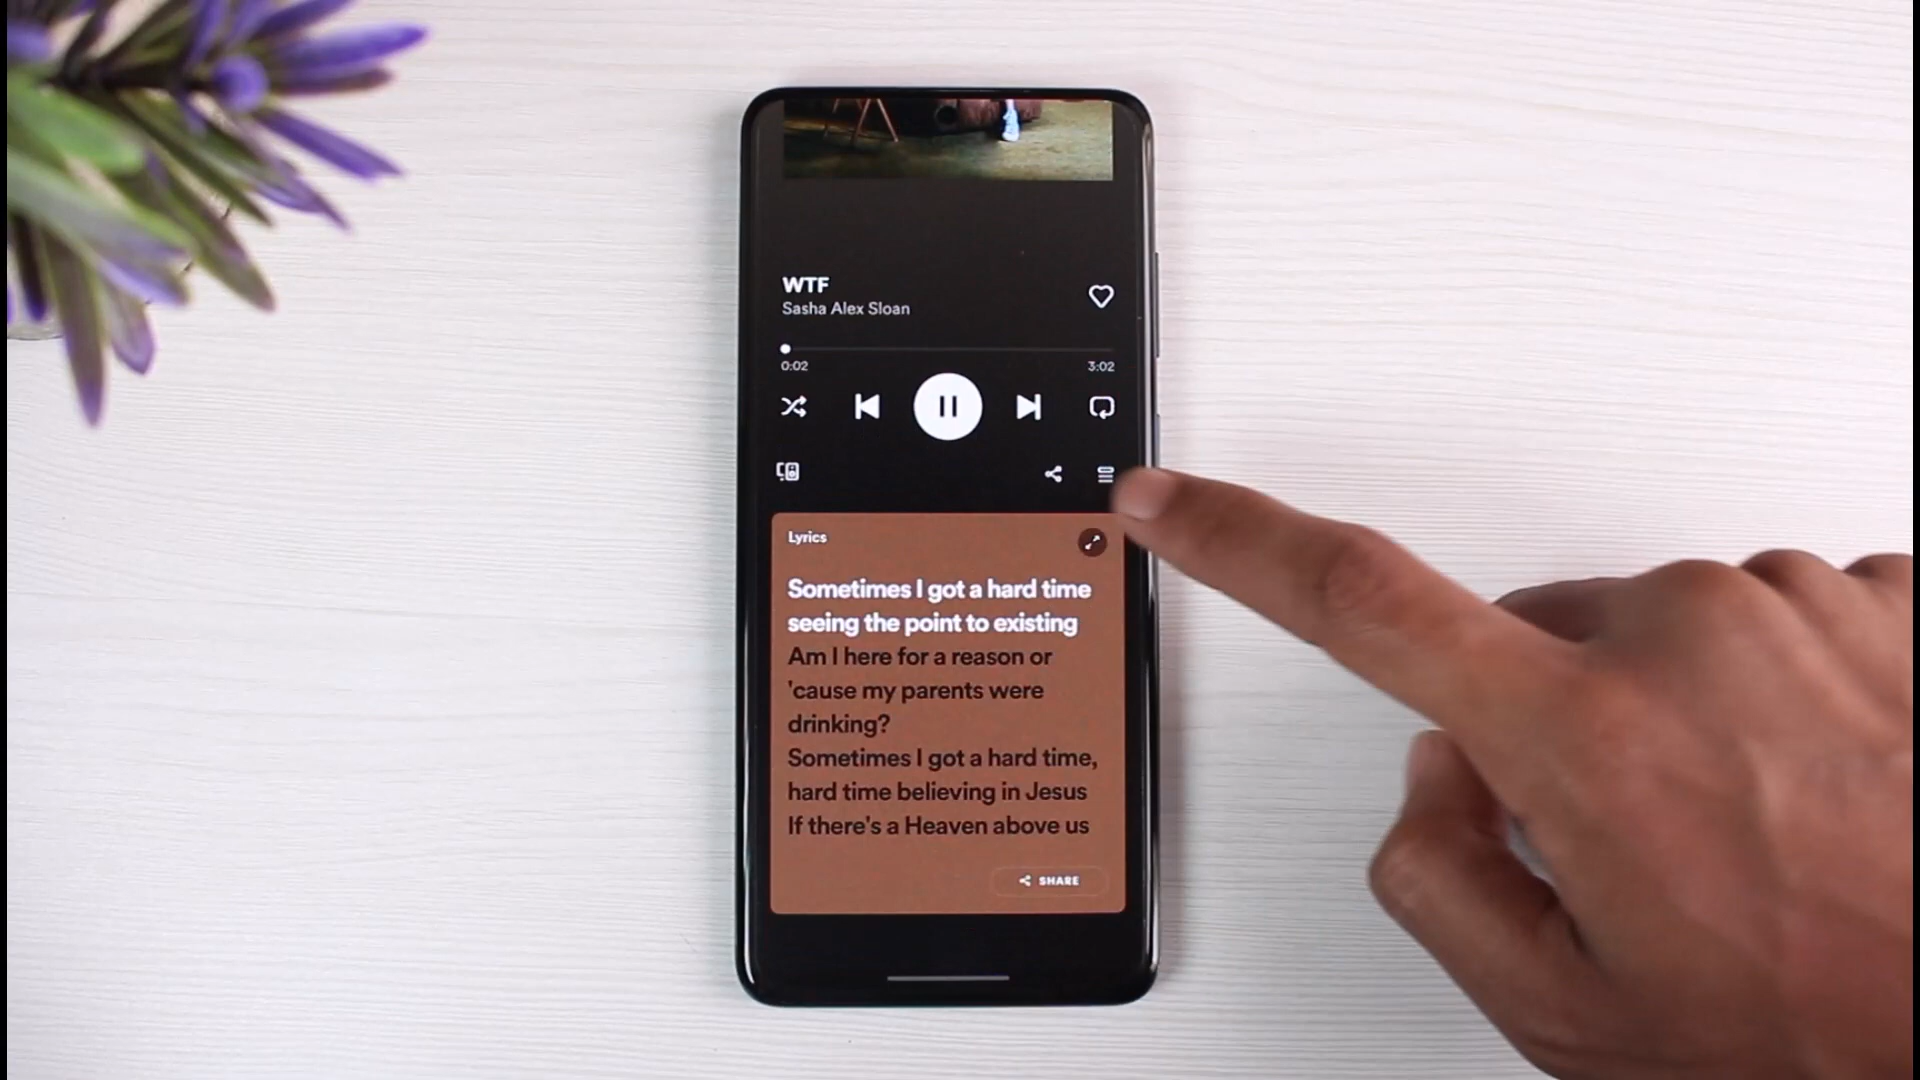 WTF
Sasha Alex Sloan
0:02
3:02
Lyrics
Sometimes I got a hard time
seeing the point to existing
Am I here for a reason or
'cause my parents were
drinking?
Sometimes I got a hard time,
hard time believing in Jesus
If there's a Heaven above us
SHARE